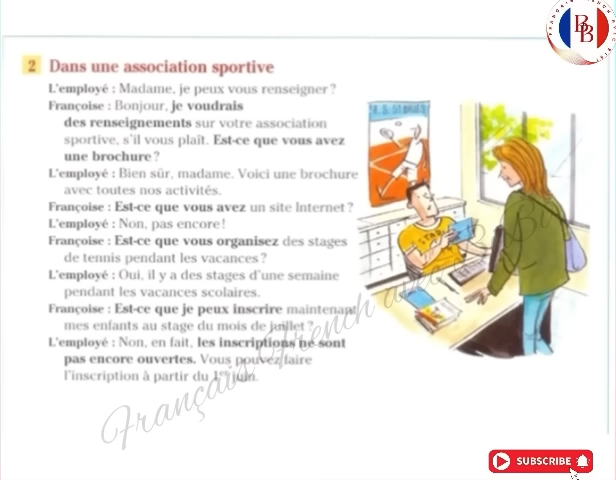 2 Dans une association sportive
L'employé : Madame, je peux vous renseigner ?
Françoise : Bonjour, je voudrais
des renseignements sur votre association
sportive, s'il vous plaît. Est-ce que vous avez
une brochure ?
L'employé : Bien sûr, madame. Voici une brochure
avec toutes nos activités.
Françoise : Est-ce que vous avez un site Internet ?
L'employé : Non, pas encore !
Françoise : Est-ce que vous organisez des stages
de tennis pendant les vacances ?
L'employé : Oui, il y a des stages d'une semaine
pendant les vacances scolaires.
Françoise : Est-ce que je peux inscrire maintenant
mes enfants au stage du mois de juillet ?
L'employé : Non, en fait, les inscriptions ne sont
pas encore ouvertes. Vous pouvez faire
l'inscription à partir du 1er juin.
Français French avec B Bi
BB
SUBSCRIBE